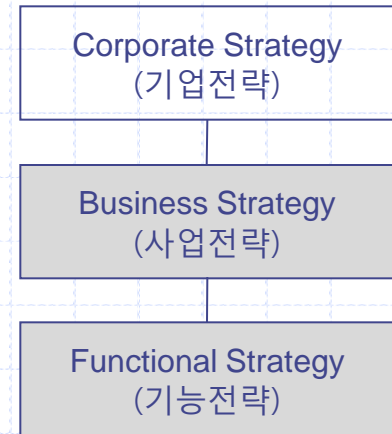 Corporate Strategy
(기업전략)
Business Strategy
(사업전략)
Functional Strategy
(기능전략)